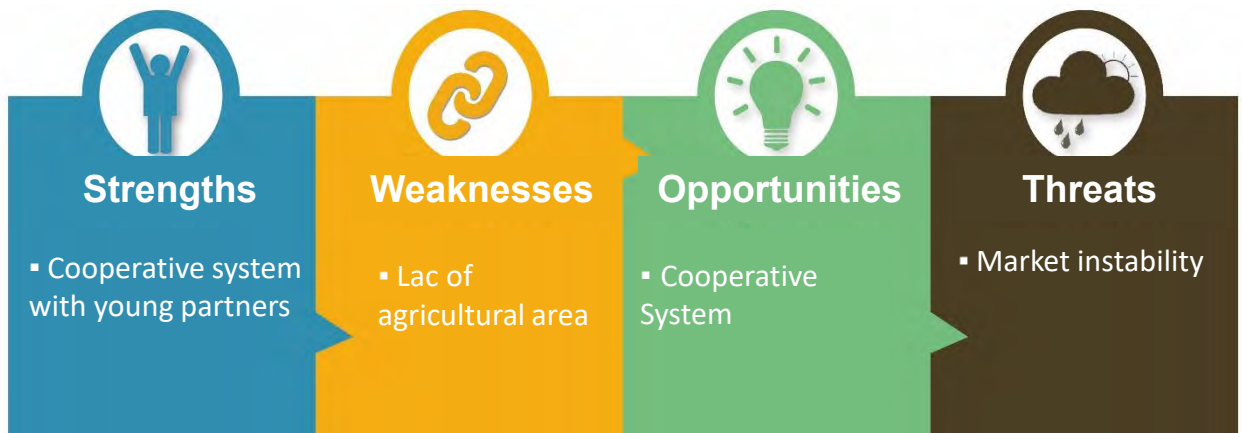 Strengths
▪ Cooperative system
with young partners
Weaknesses
▪ Lac of
agricultural area
Opportunities
▪ Cooperative
System
Threats
▪ Market instability